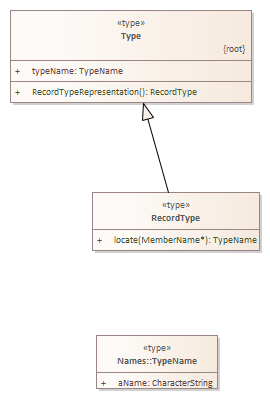 «type»
Type
{root}
+ typeName: TypeName
+ RecordTypeRepresentation(): RecordType
«type»
RecordType
+ locate(MemberName*): TypeName
«type»
Names::TypeName
+ aName: CharacterString